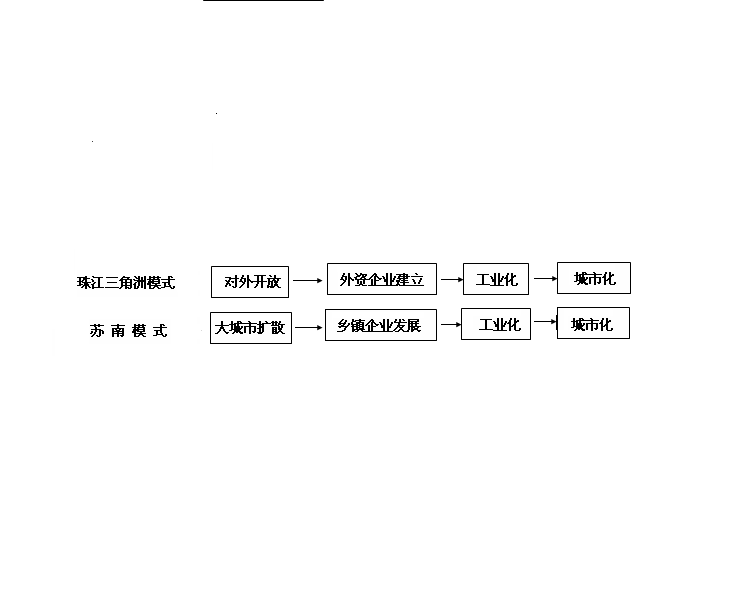 珠江三角洲模式 对外开放 外资企业建立 工业化 城市化
苏 南 模 式 大城市扩散 乡镇企业发展 工业化 城市化